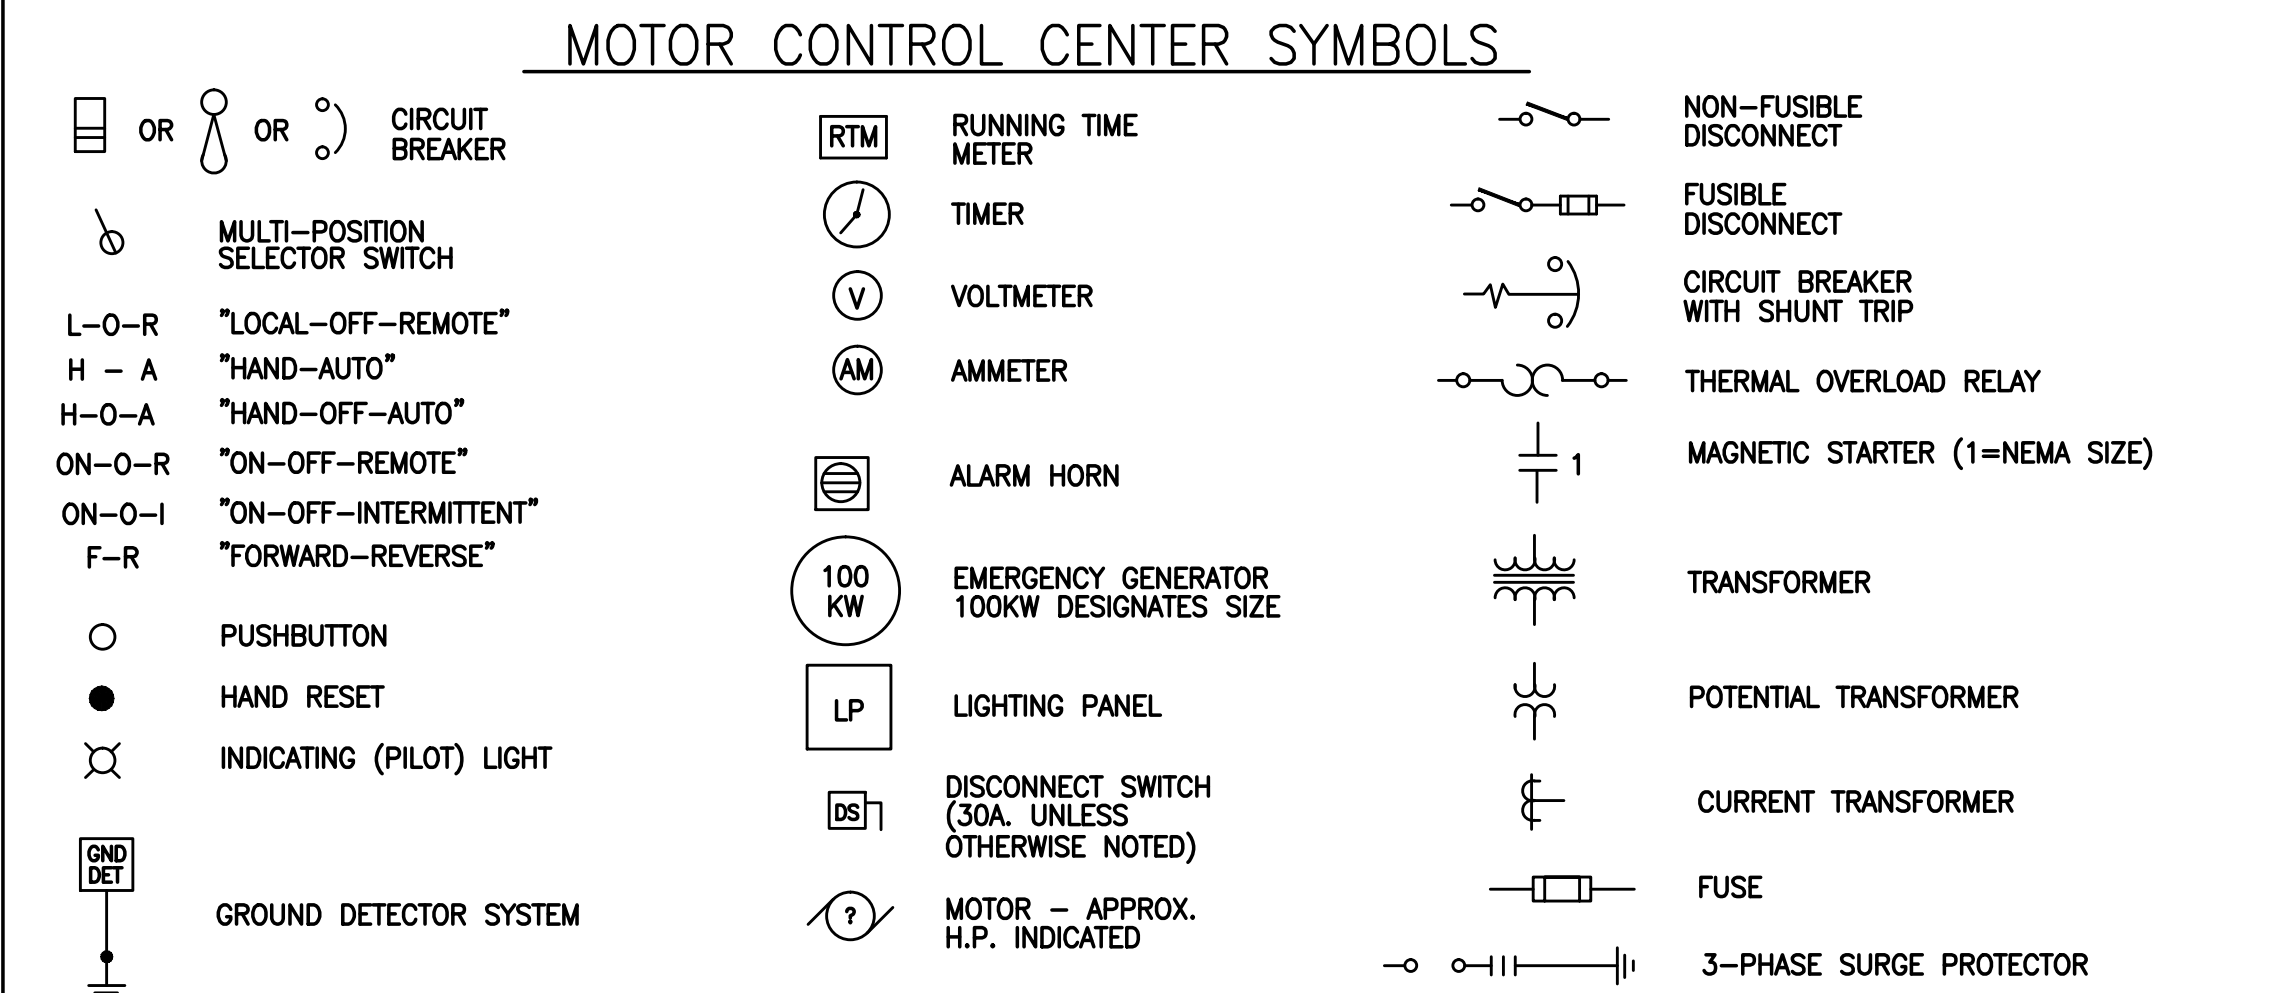 MOTOR CONTROL CENTER SYMBOLS
OR OR CIRCUIT
BREAKER
MULTI-POSITION
SELECTOR SWITCH
L-O-R "LOCAL-OFF-REMOTE"
H - A "HAND-AUTO"
H-O-A "HAND-OFF-AUTO"
ON-O-R "ON-OFF-REMOTE"
ON-O-I "ON-OFF-INTERMITTENT"
F-R "FORWARD-REVERSE"
PUSHBUTTON
HAND RESET
INDICATING (PILOT) LIGHT
GND
DET
GROUND DETECTOR SYSTEM
RTM
RUNNING TIME
METER
TIMER
V VOLTMETER
AM AMMETER
ALARM HORN
100
KW
EMERGENCY GENERATOR
100KW DESIGNATES SIZE
LP LIGHTING PANEL
DS
DISCONNECT SWITCH
(30A. UNLESS
OTHERWISE NOTED)
?
MOTOR - APPROX.
H.P. INDICATED
NON-FUSIBLE
DISCONNECT
FUSIBLE
DISCONNECT
CIRCUIT BREAKER
WITH SHUNT TRIP
THERMAL OVERLOAD RELAY
1 MAGNETIC STARTER (1=NEMA SIZE)
TRANSFORMER
POTENTIAL TRANSFORMER
CURRENT TRANSFORMER
FUSE
3-PHASE SURGE PROTECTOR